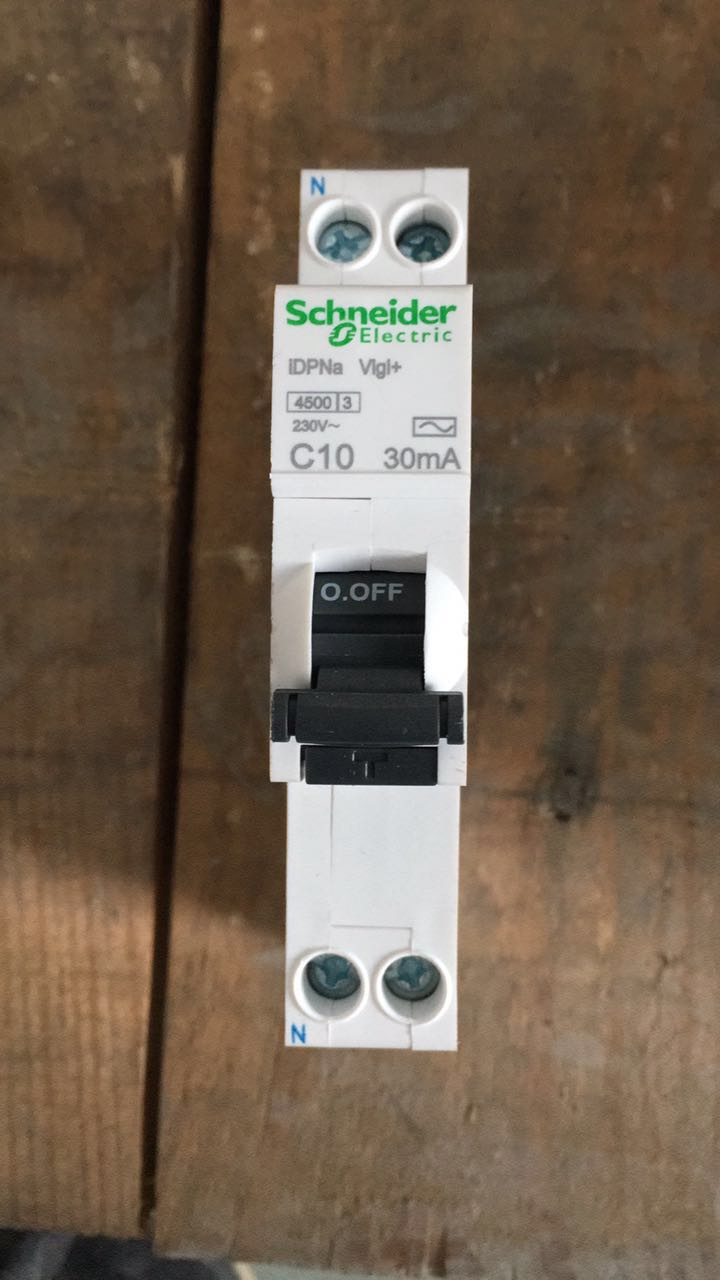 N
Schneider
Electric
iDPNa Vigi+
4500 3
230V~
C10 30mA
O.OFF
T
N